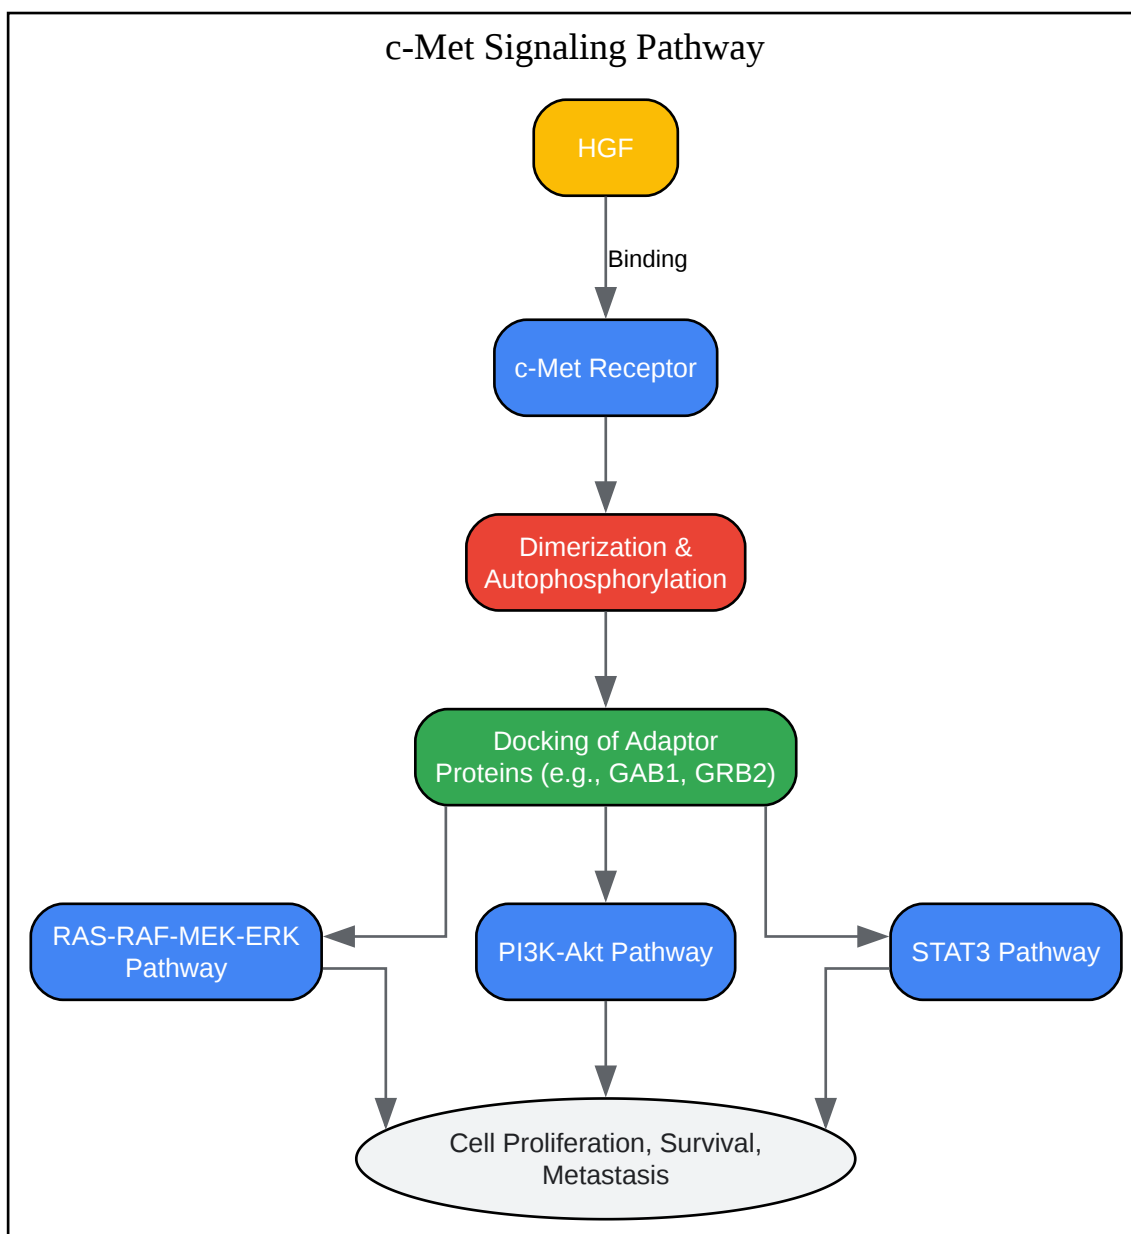 c-Met Signaling Pathway
HGF
Binding
c-Met Receptor
Dimerization &
Autophosphorylation
Docking of Adaptor
Proteins (e.g., GAB1, GRB2)
RAS-RAF-MEK-ERK
Pathway
PI3K-Akt Pathway
STAT3 Pathway
Cell Proliferation, Survival,
Metastasis